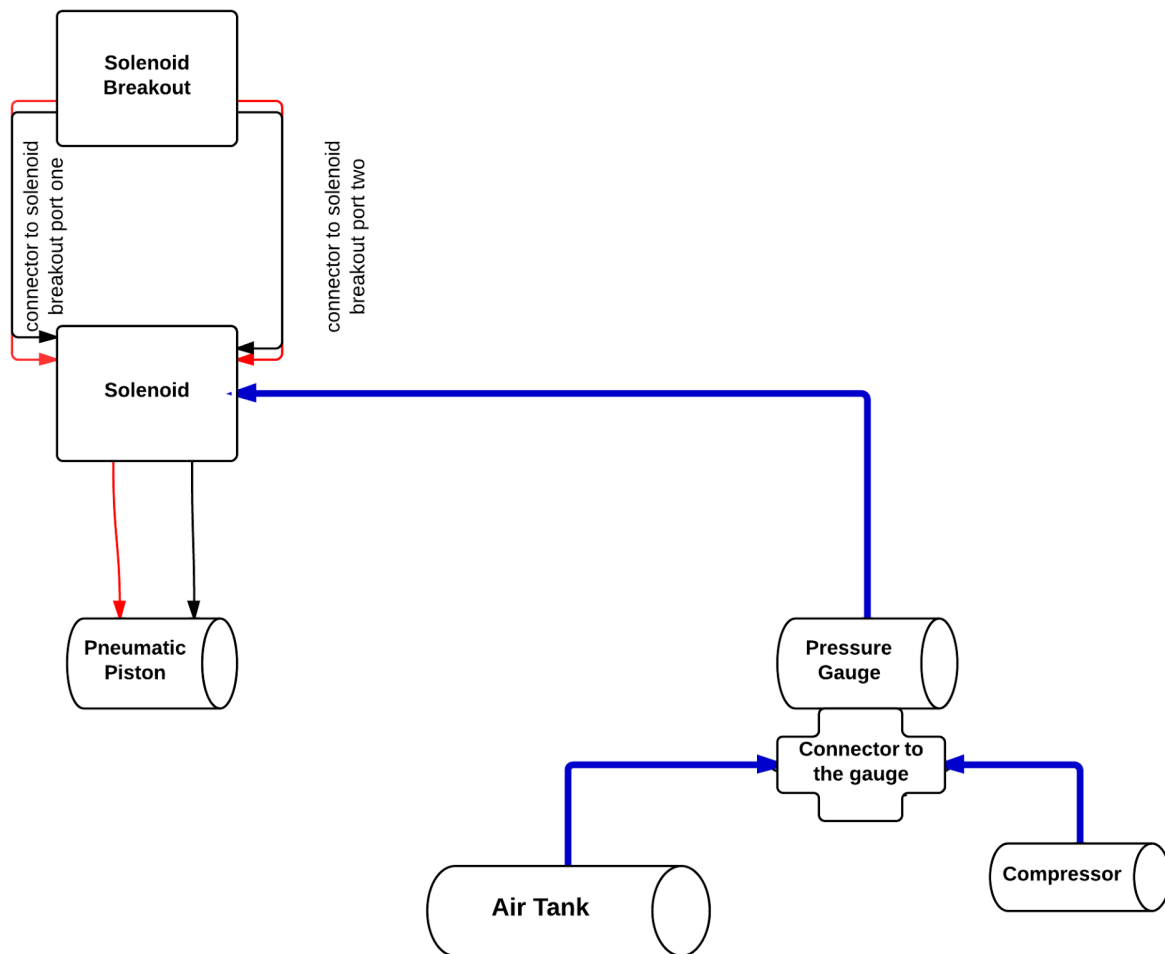 Solenoid
Breakout
connector to solenoid
breakout port one
connector to solenoid
breakout port two
Solenoid
Pneumatic
Piston
Pressure
Gauge
Connector to
the gauge
Compressor
Air Tank